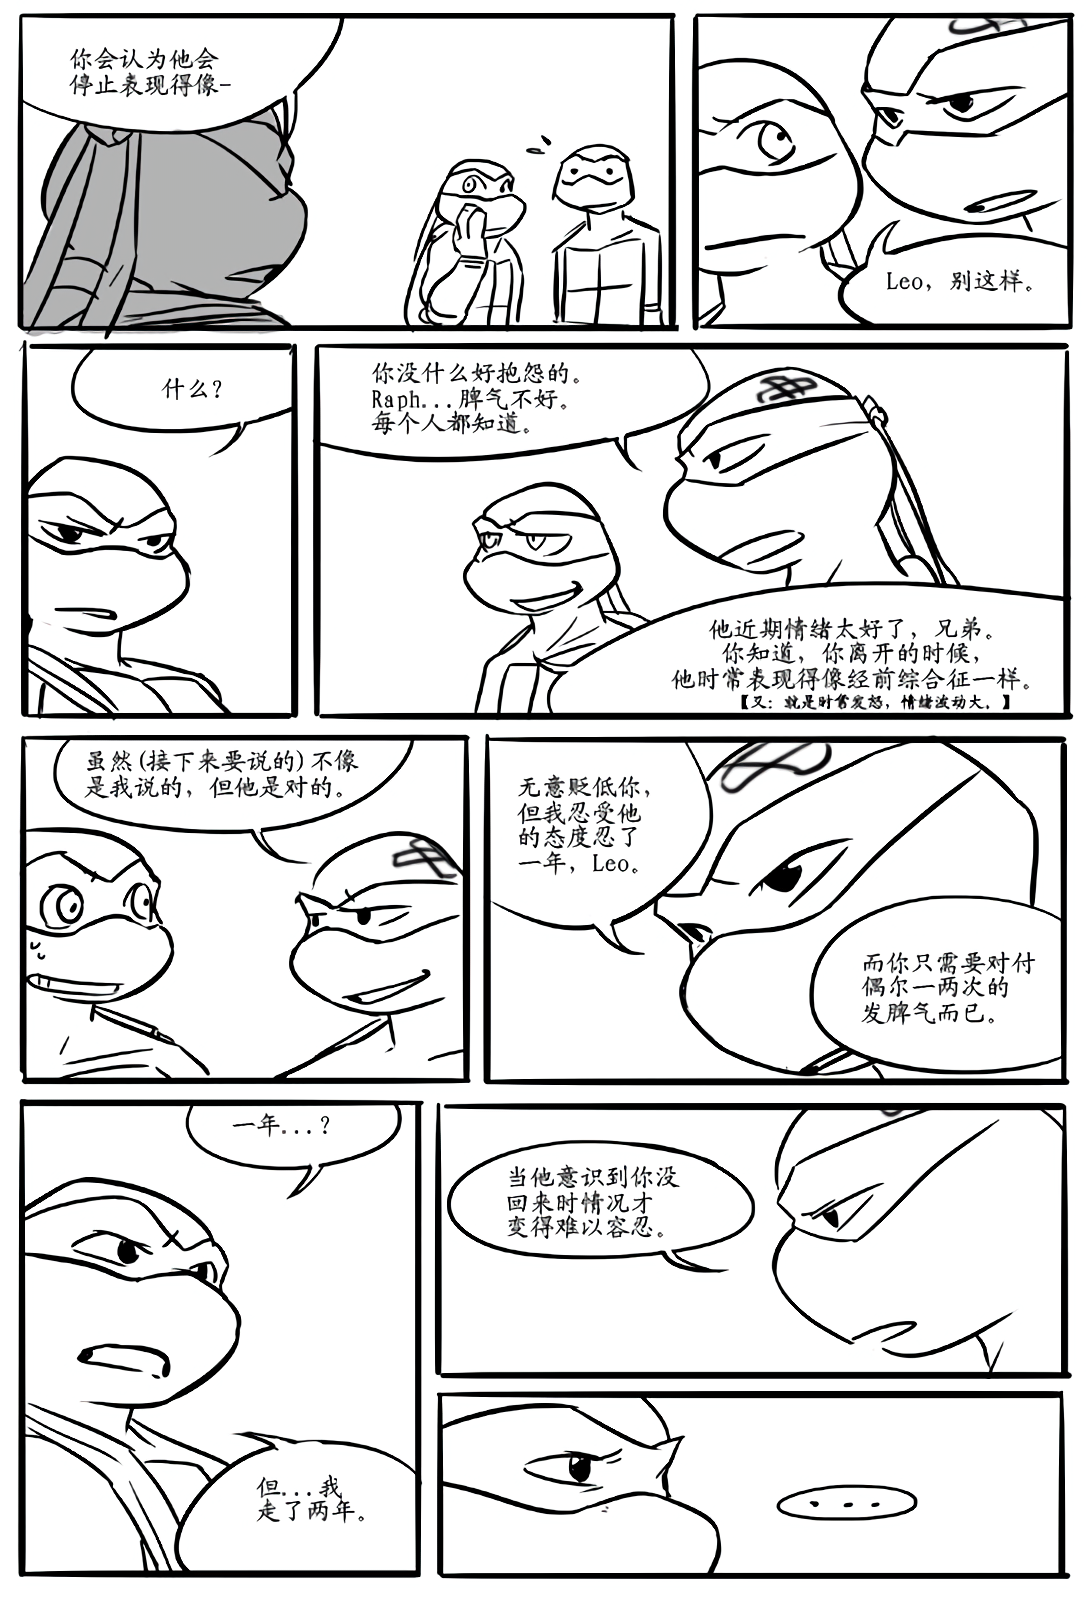 你会认为他会
停止表现得像-
Leo，别这样。
什么？
你没什么好抱怨的。
Raph...脾气不好。
每个人都知道。
他近期情绪太好了，兄弟。
你知道，你离开的时候，
他时常表现得像经前综合征一样。
【又：就是时常发怒，情绪波动大。】
虽然(接下来要说的)不像
是我说的，但他是对的。
无意贬低你，
但我忍受他
的态度忍了
一年，Leo。
而你只需要对付
偶尔一两次的
发脾气而已。
一年...？
但...我
走了两年。
当他意识到你没
回来时情况才
变得难以容忍。
...